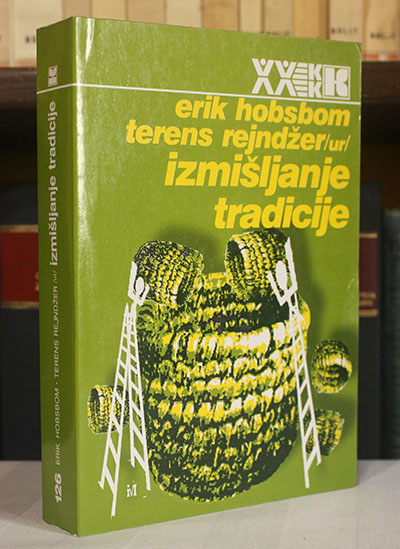 XX VEK
erik hobsbom
terens rejndžer/ur/
izmišljanje
tradicije
126 ERIK HOBSBOM · TERENS REJNDŽER /ur/ izmišljanje tradicije